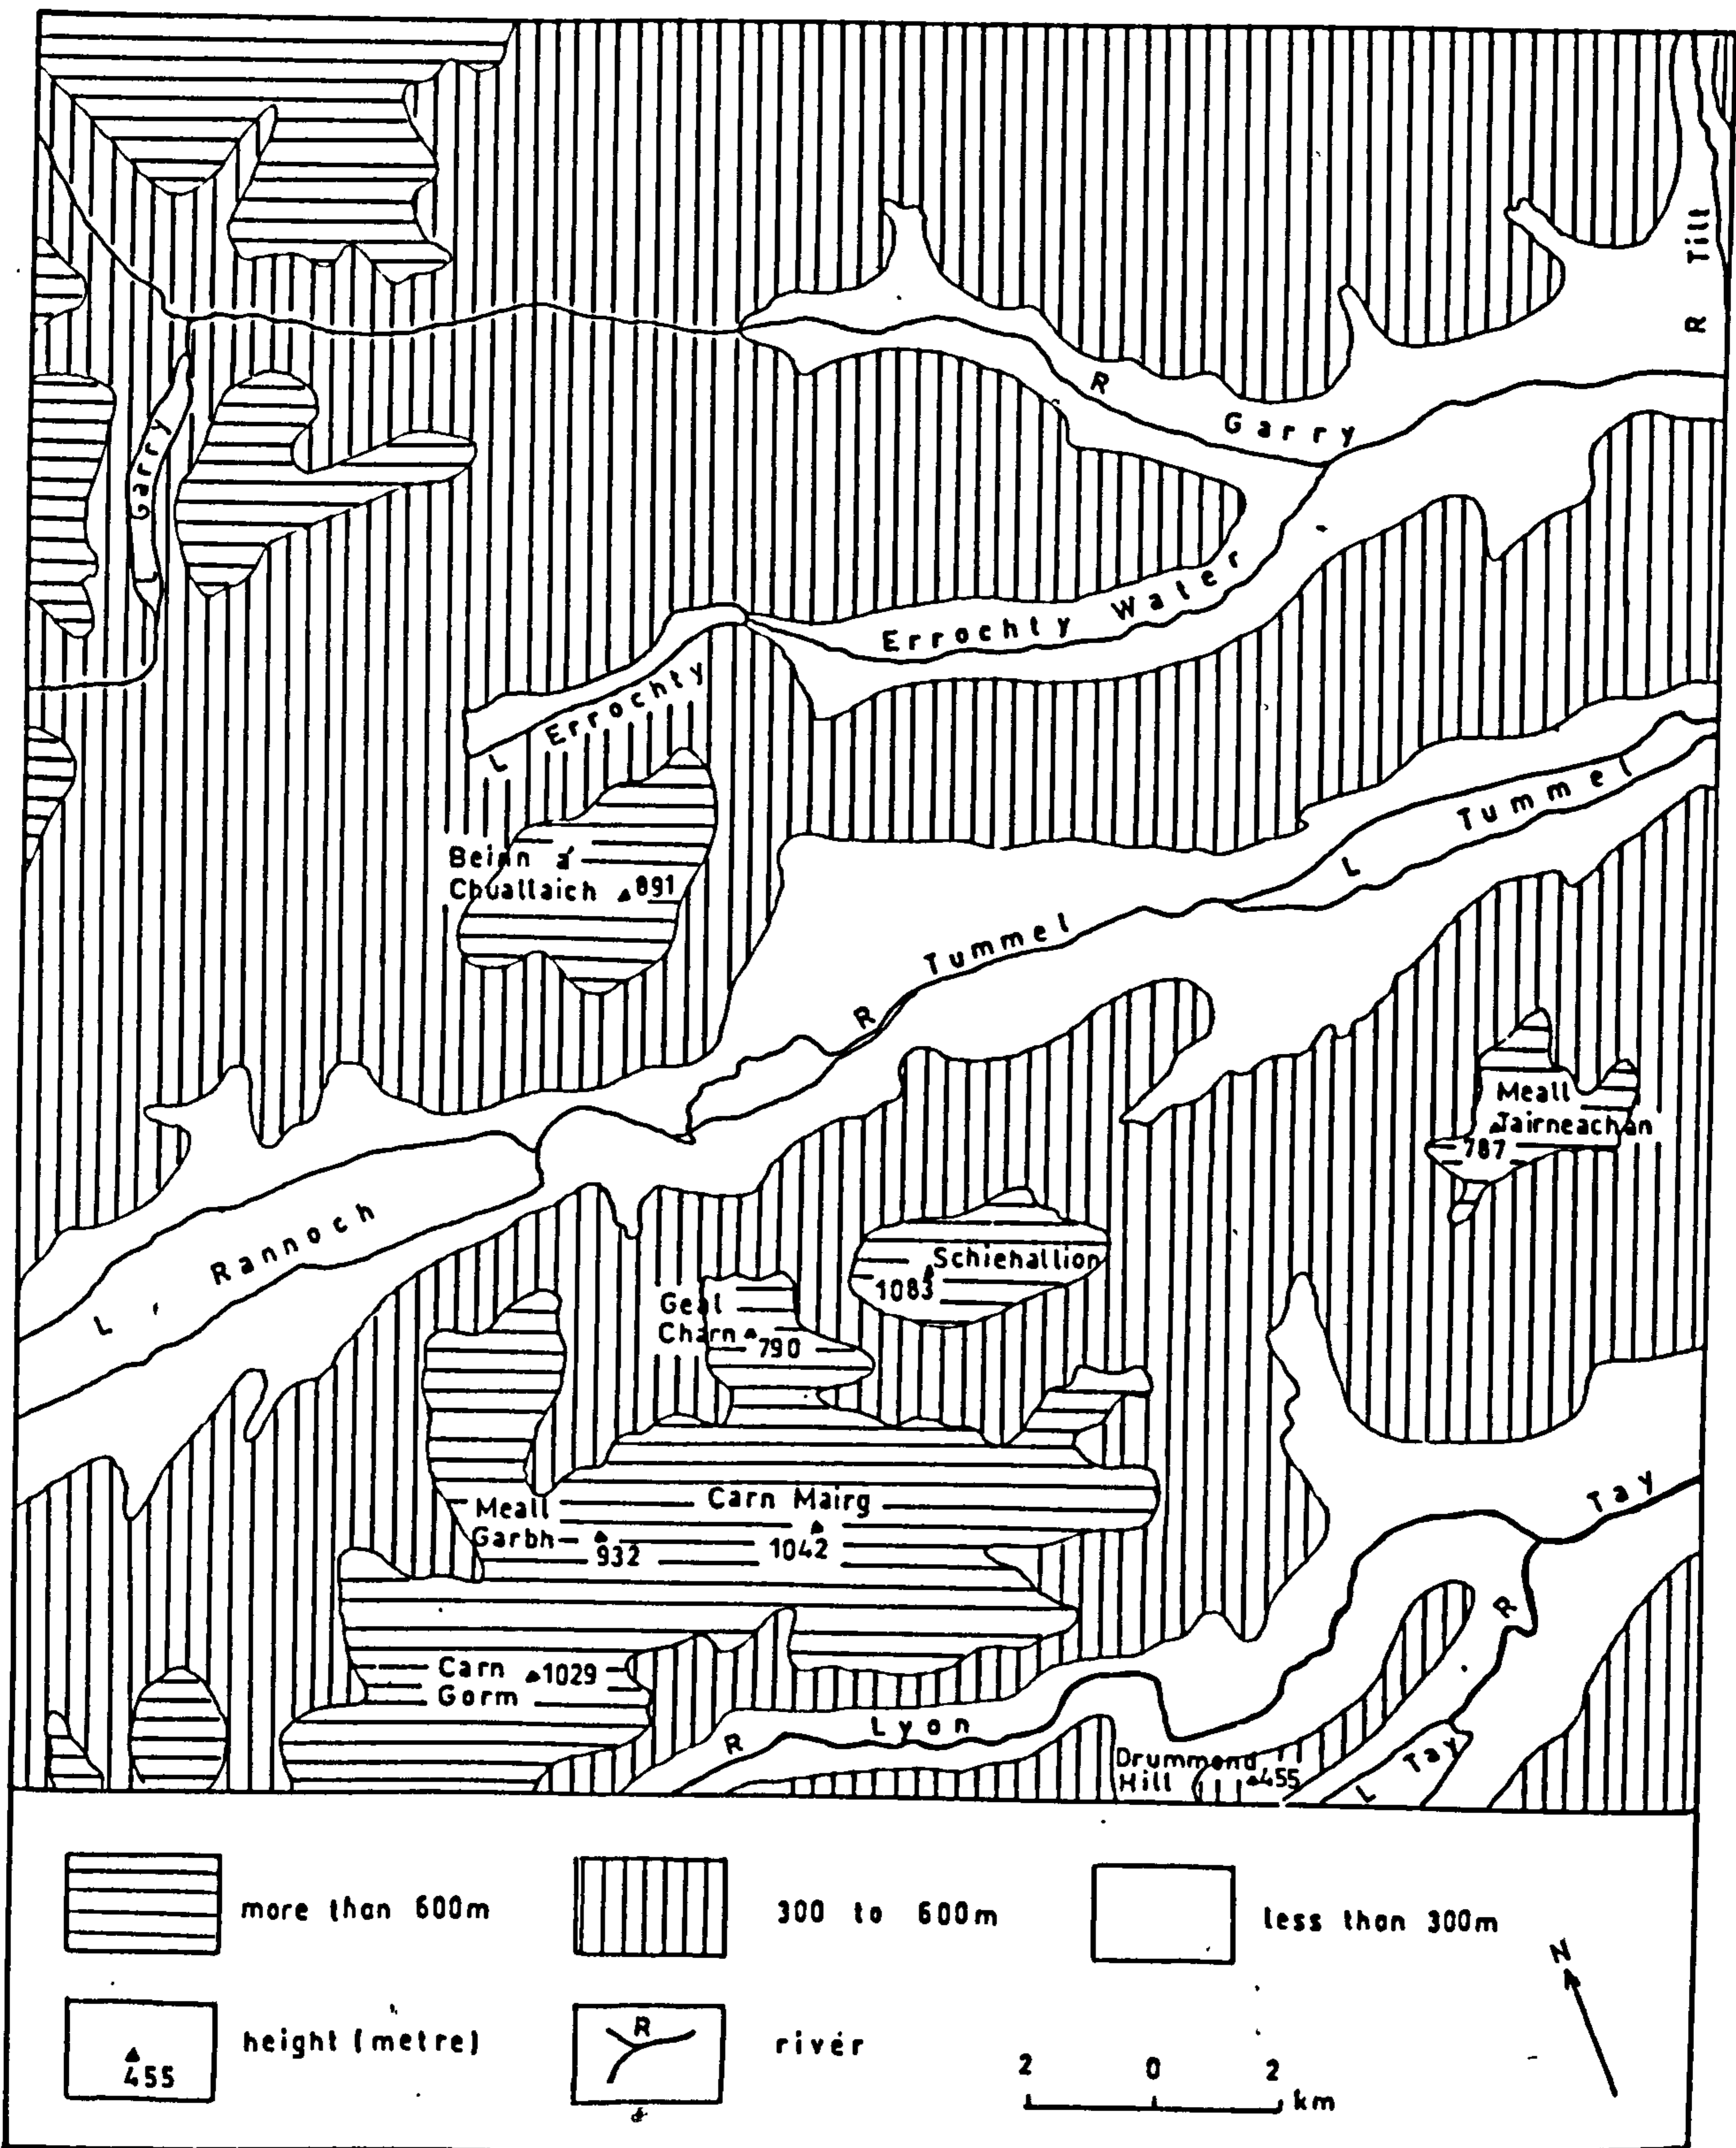 R Tilt
R Garry
L Garry
Errochty Water
L Errochty
L Tummel
Beinn a'
Chuallaich 891
R Tummel
Meall
Tairneachan
787
L. Rannoch
Schiehallion
1083
Geal
Charn 790
Tay
Carn Mairg
1042
Meall
Garbh 932
R
Carn 1029
Gorm
R Lyon
Drummond
Hill 455
L Tay
more than 600m
300 to 600m
less than 300m
N
455
height (metre)
R
river
2 0 2
km